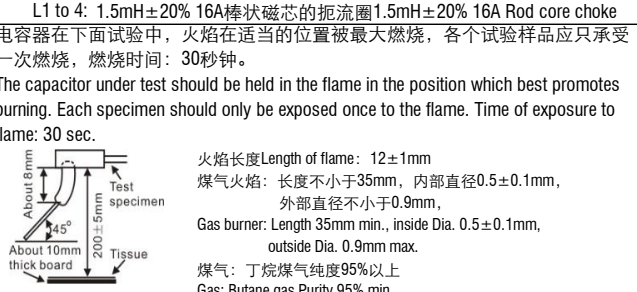 L1 to 4: 1.5mH±20% 16A棒状磁芯的扼流圈1.5mH±20% 16A Rod core choke
电容器在下面试验中，火焰在适当的位置被最大燃烧，各个试验样品应只承受
一次燃烧，燃烧时间：30秒钟。
The capacitor under test should be held in the flame in the position which best promotes
burning. Each specimen should only be exposed once to the flame. Time of exposure to
flame: 30 sec.
About 8mm
45°
200±5mm
Test
specimen
About 10mm
thick board
Tissue
火焰长度Length of flame：12±1mm
煤气火焰：长度不小于35mm，内部直径0.5±0.1mm，
外部直径不小于0.9mm，
Gas burner: Length 35mm min., inside Dia. 0.5±0.1mm,
outside Dia. 0.9mm max.
煤气：丁烷煤气纯度95%以上
Gas: Butane gas Purity 95% min